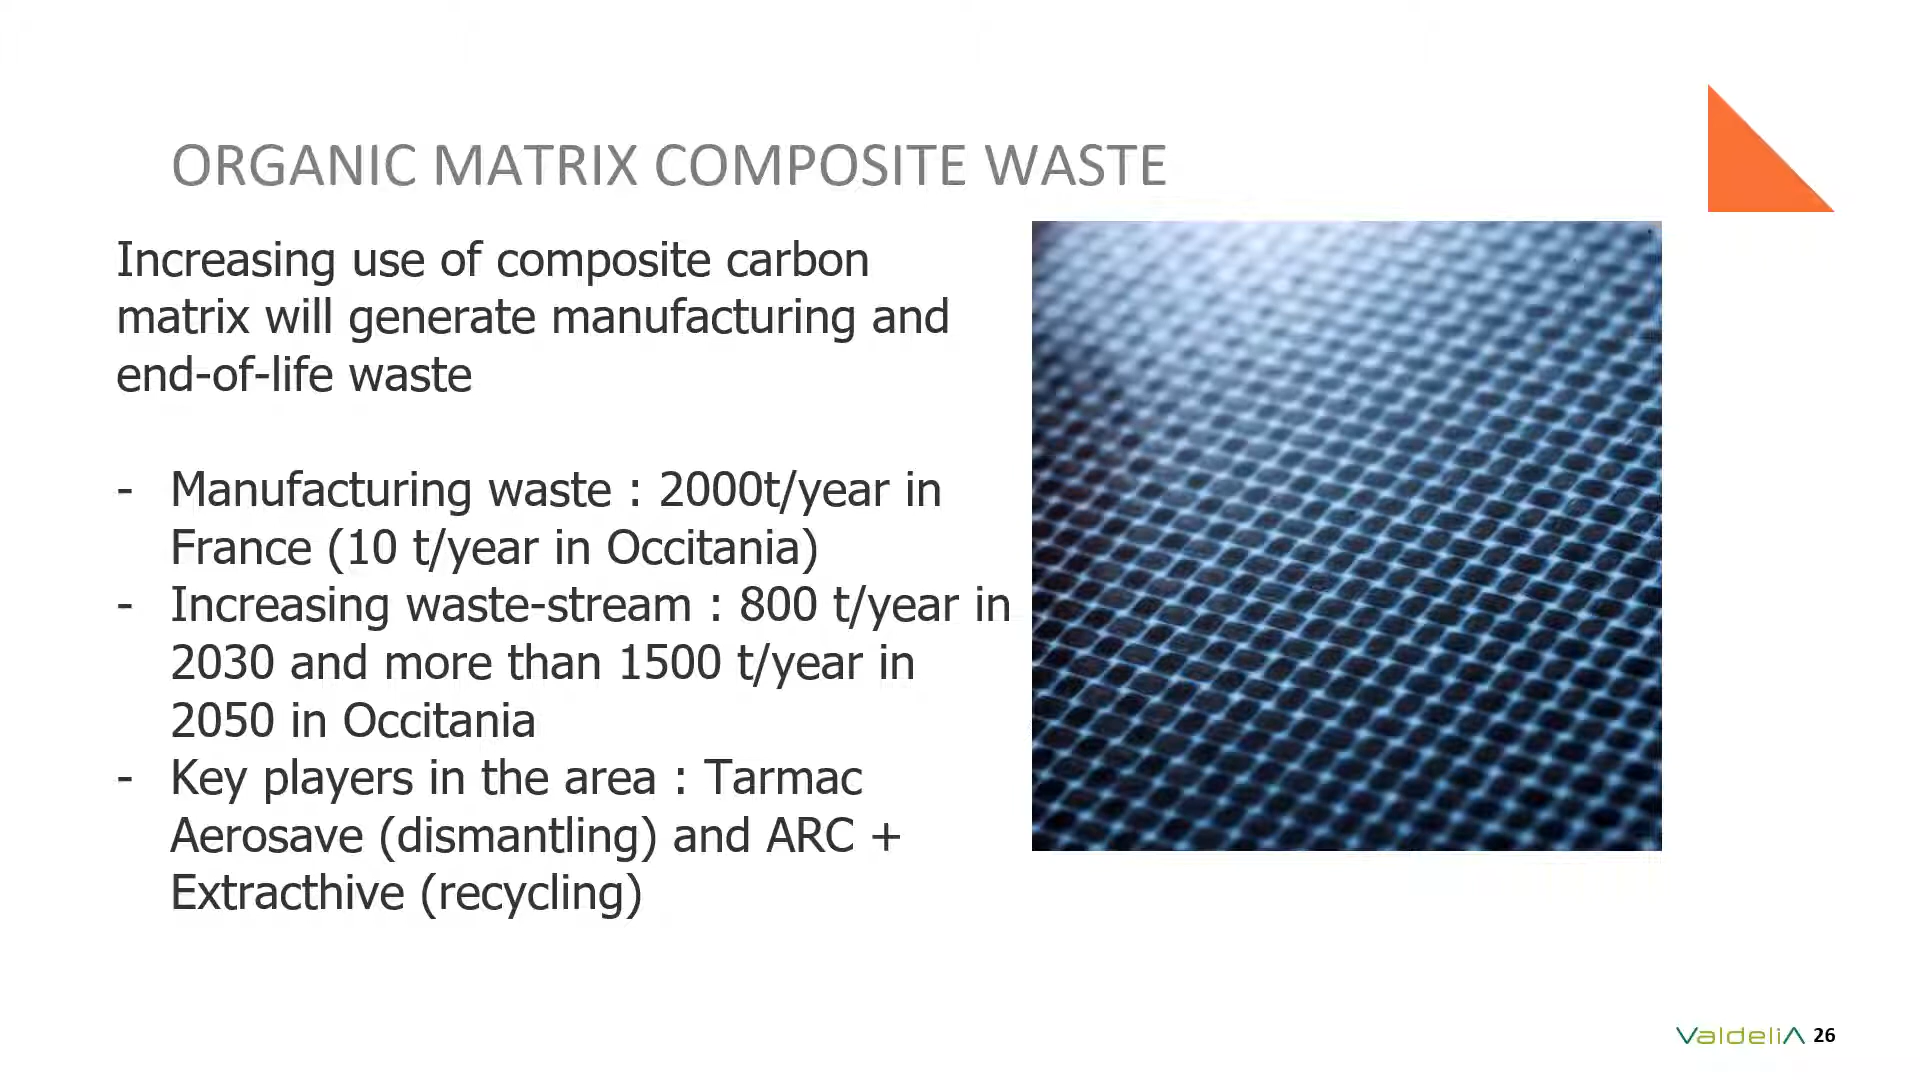 ORGANIC MATRIX COMPOSITE WASTE
Increasing use of composite carbon
matrix will generate manufacturing and
end-of-life waste
- Manufacturing waste : 2000t/year in
France (10 t/year in Occitania)
- Increasing waste-stream : 800 t/year in
2030 and more than 1500 t/year in
2050 in Occitania
- Key players in the area : Tarmac
Aerosave (dismantling) and ARC +
Extracthive (recycling)
ValdeliA 26